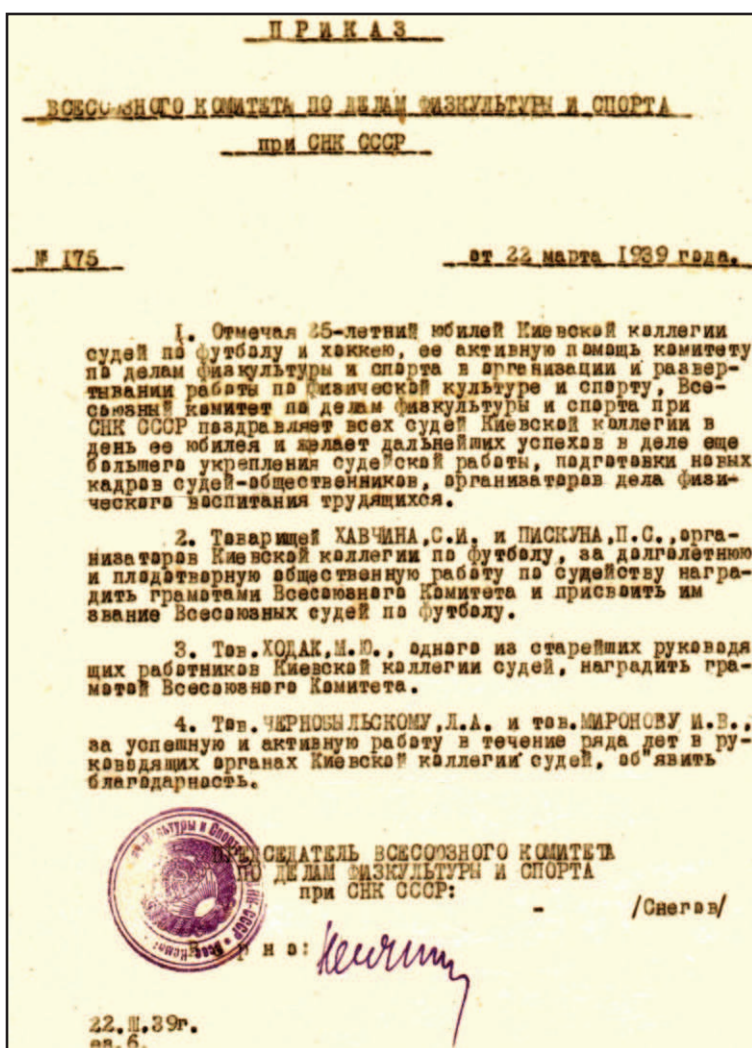 ПРИКАЗ
ВСЕСОЮЗНОГО КОМИТЕТА ПО ДЕЛАМ ФИЗКУЛЬТУРЫ И СПОРТА
при СНК СССР
№ 175
от 22 марта 1939 года.
1. Отмечая 25-летний юбилей Киевской коллегии
судей по футболу и хоккею, ее активную помощь комитету
по делам физкультуры и спорта в организации и развер-
тывании работы по физической культуре и спорту, Все-
союзный комитет по делам физкультуры и спорта при
СНК СССР поздравляет всех судей Киевской коллегии в
день ее юбилея и желает дальнейших успехов в деле еще
большего укрепления судейской работы, подготовки новых
кадров судей-общественников, организаторов дела физи-
ческого воспитания трудящихся.
2. Товарищей ХАВЧИНА,С.И. и ПИСКУНА,П.С.,орга-
низаторов Киевской коллегии по футболу, за долголетнюю
и плодотворную общественную работу по судейству награ-
дить грамотами Всесоюзного Комитета и присвоить им
звание Всесоюзных судей по футболу.
3. Тов.ХОДАК,М.Ю., одного из старейших руководя
щих работников Киевской коллегии судей, наградить гра-
мотой Всесоюзного Комитета.
4. Тов.ЧЕРНОБЫЛЬСКОМУ,Л.А. и тов.МИРОНОВУ И.В.,
за успешную и активную работу в течение ряда лет в ру-
ководящих органах Киевской коллегии судей, об"явить
благодарность.
ПРЕДСЕДАТЕЛЬ ВСЕСОЮЗНОГО КОМИТЕТА
ПО ДЕЛАМ ФИЗКУЛЬТУРЫ И СПОРТА
при СНК СССР:
- /Снегов/
Верно:
22.III.39г.